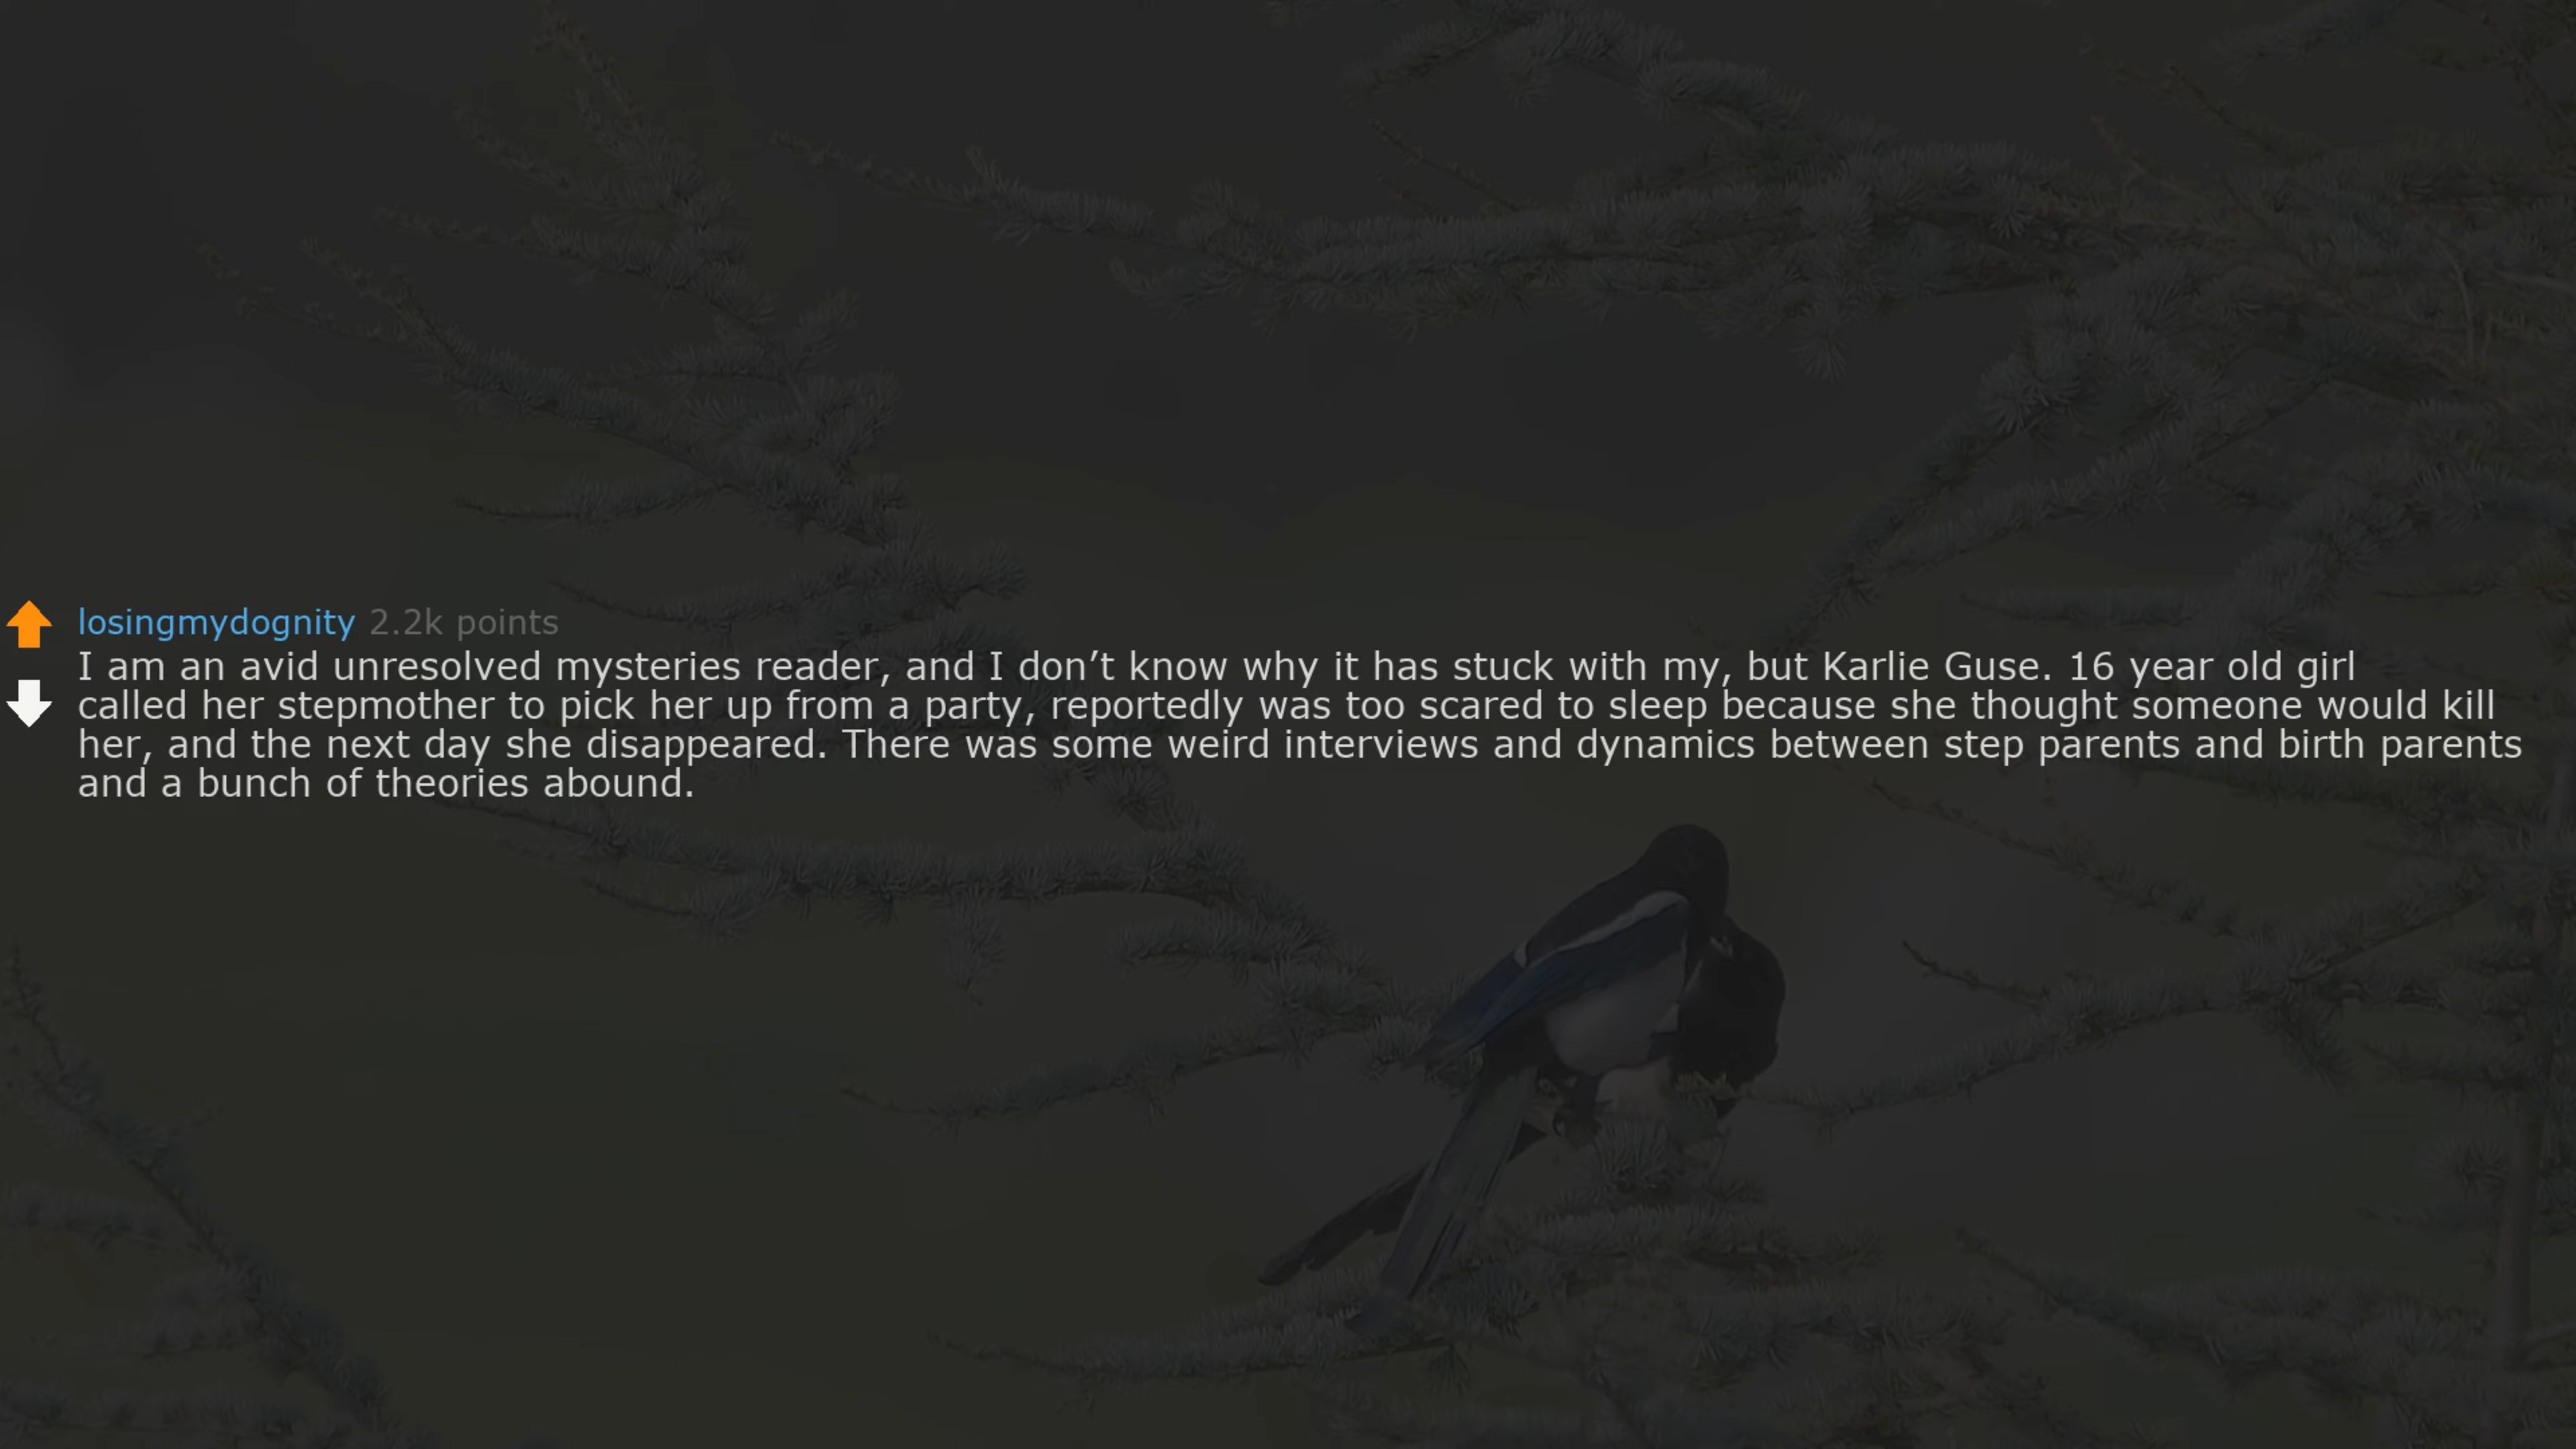 losingmydognity 2.2k points
I am an avid unresolved mysteries reader, and I don’t know why it has stuck with my, but Karlie Guse. 16 year old girl
called her stepmother to pick her up from a party, reportedly was too scared to sleep because she thought someone would kill
her, and the next day she disappeared. There was some weird interviews and dynamics between step parents and birth parents
and a bunch of theories abound.